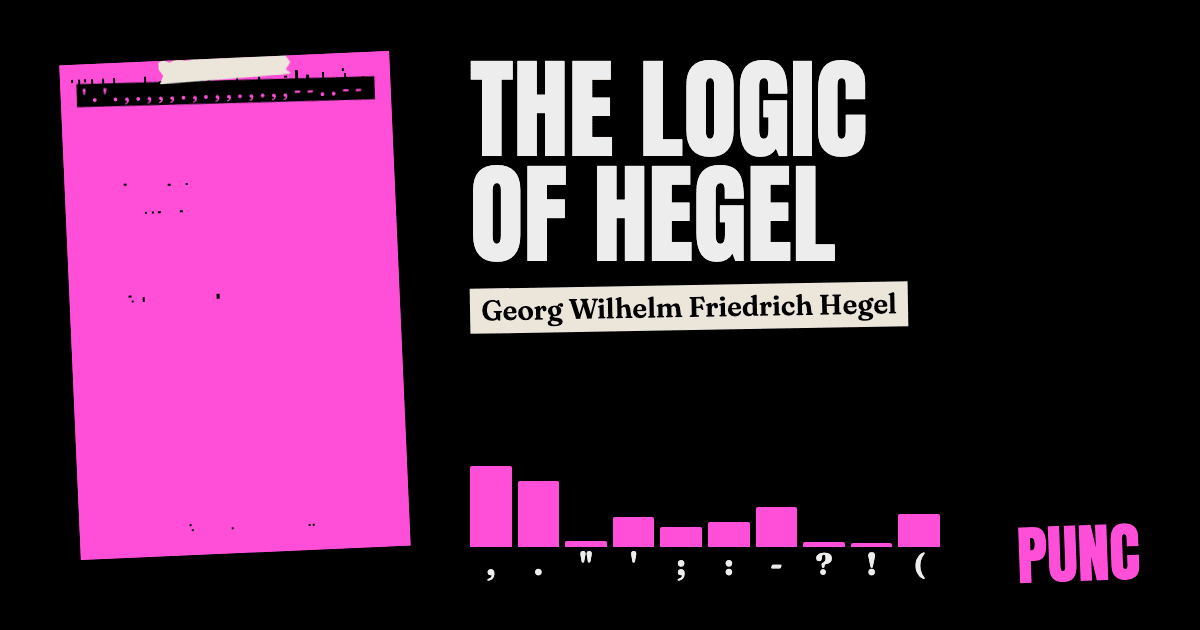 '.'.,.,,,.,.,,.,.,,--..--
THE LOGIC
OF HEGEL
Georg Wilhelm Friedrich Hegel
, . " ' ; : - ? ! (
PUNC